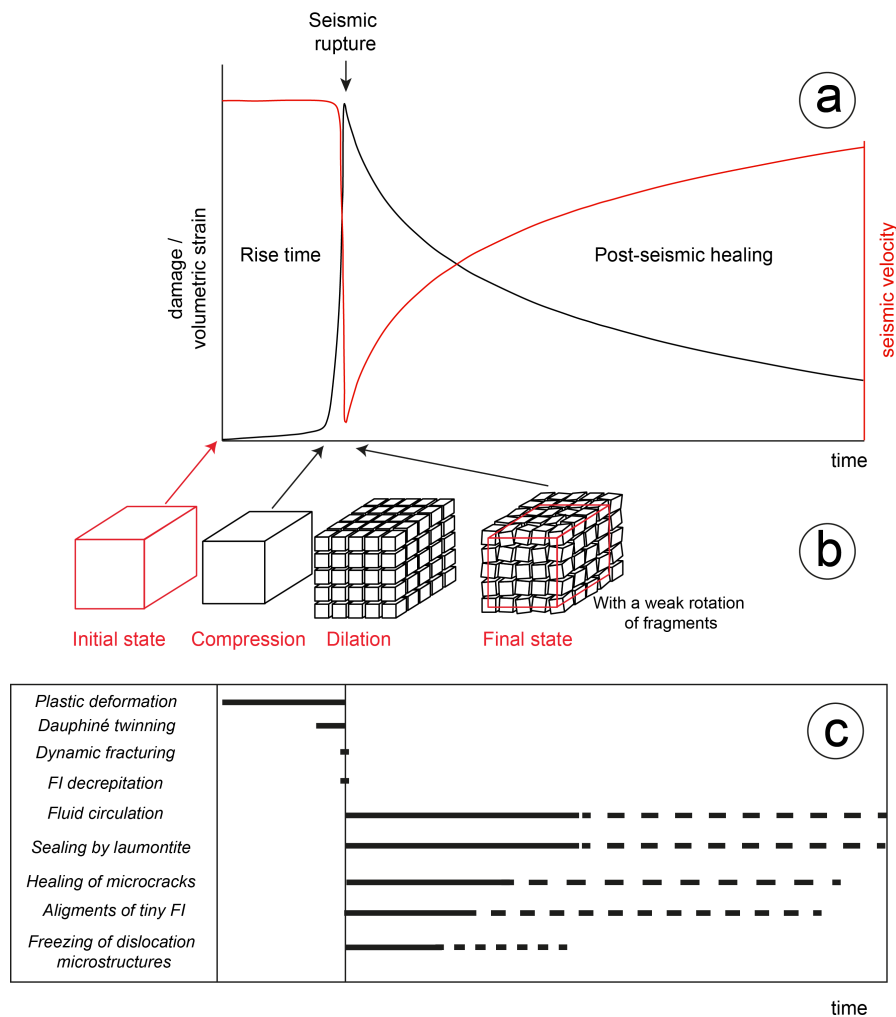 Seismic
rupture
a
damage /
volumetric strain
Rise time
Post-seismic healing
seismic velocity
time
b
With a weak rotation
of fragments
Initial state
Compression
Dilation
Final state
c
Plastic deformation
Dauphiné twinning
Dynamic fracturing
FI decrepitation
Fluid circulation
Sealing by laumontite
Healing of microcracks
Aligments of tiny FI
Freezing of dislocation
microstructures
time